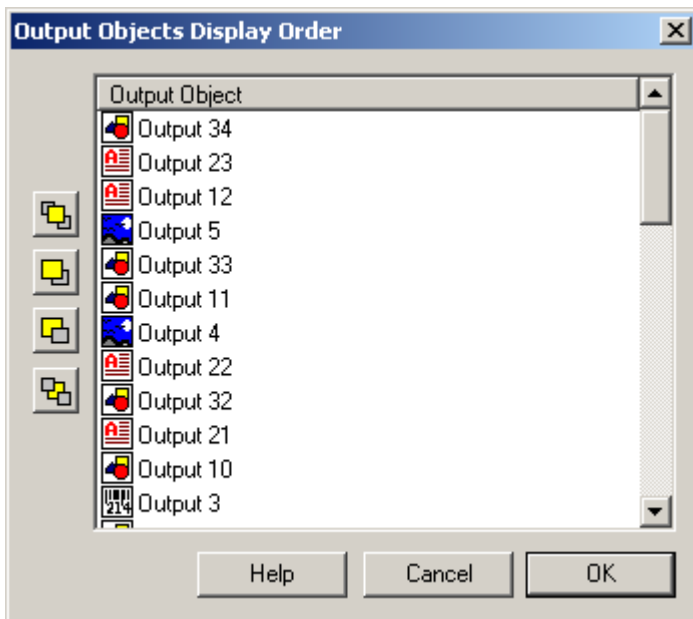 Output Objects Display Order
Output Object
Output 34
Output 23
Output 12
Output 5
Output 33
Output 11
Output 4
Output 22
Output 32
Output 21
Output 10
Output 3
Help
Cancel
OK